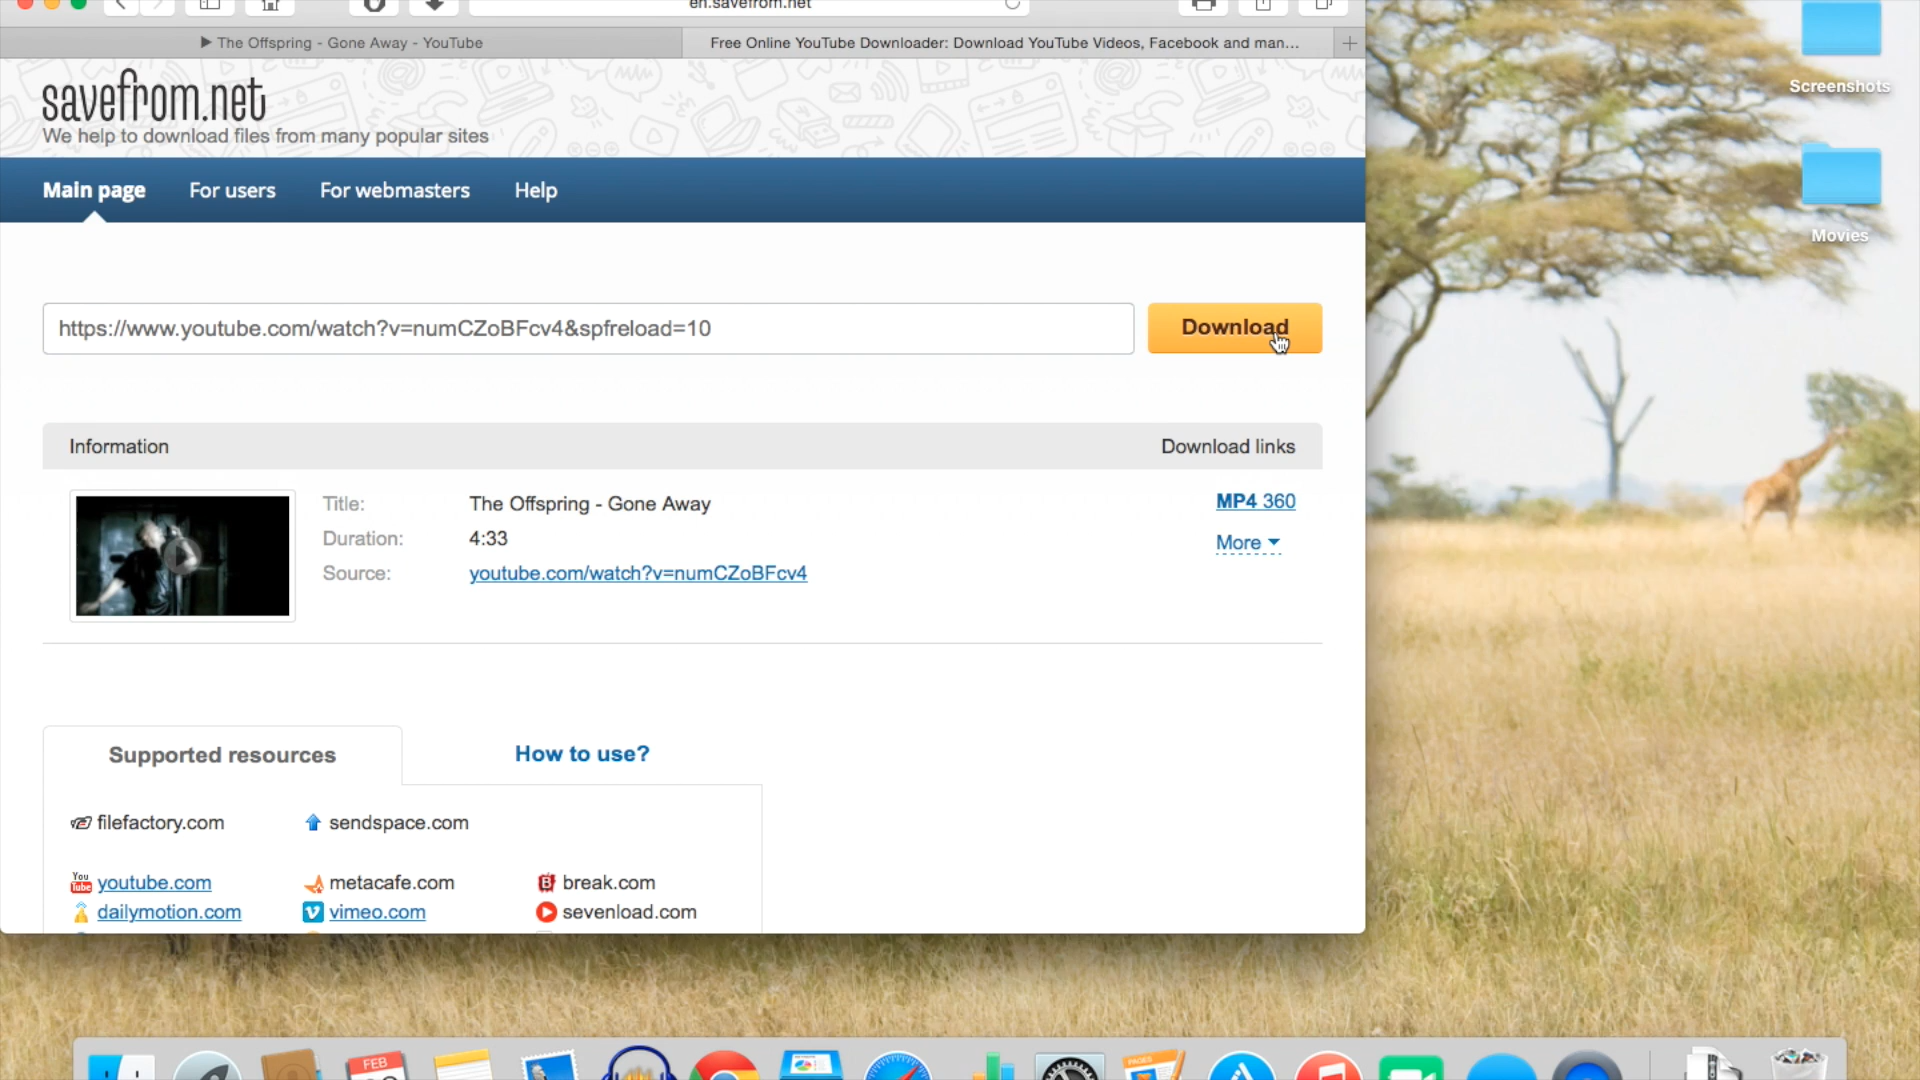 en.savefrom.net
▶ The Offspring - Gone Away - YouTube
Free Online YouTube Downloader: Download YouTube Videos, Facebook and man...
savefrom.net
We help to download files from many popular sites
Main page
For users
For webmasters
Help
https://www.youtube.com/watch?v=numCZoBFcv4&spfreload=10
Download
Information
Download links
Title:
The Offspring - Gone Away
MP4 360
Duration:
4:33
More
Source:
youtube.com/watch?v=numCZoBFcv4
Supported resources
How to use?
filefactory.com
sendspace.com
You Tube
youtube.com
metacafe.com
break.com
dailymotion.com
vimeo.com
sevenload.com
Screenshots
Movies
FEB
PAGES